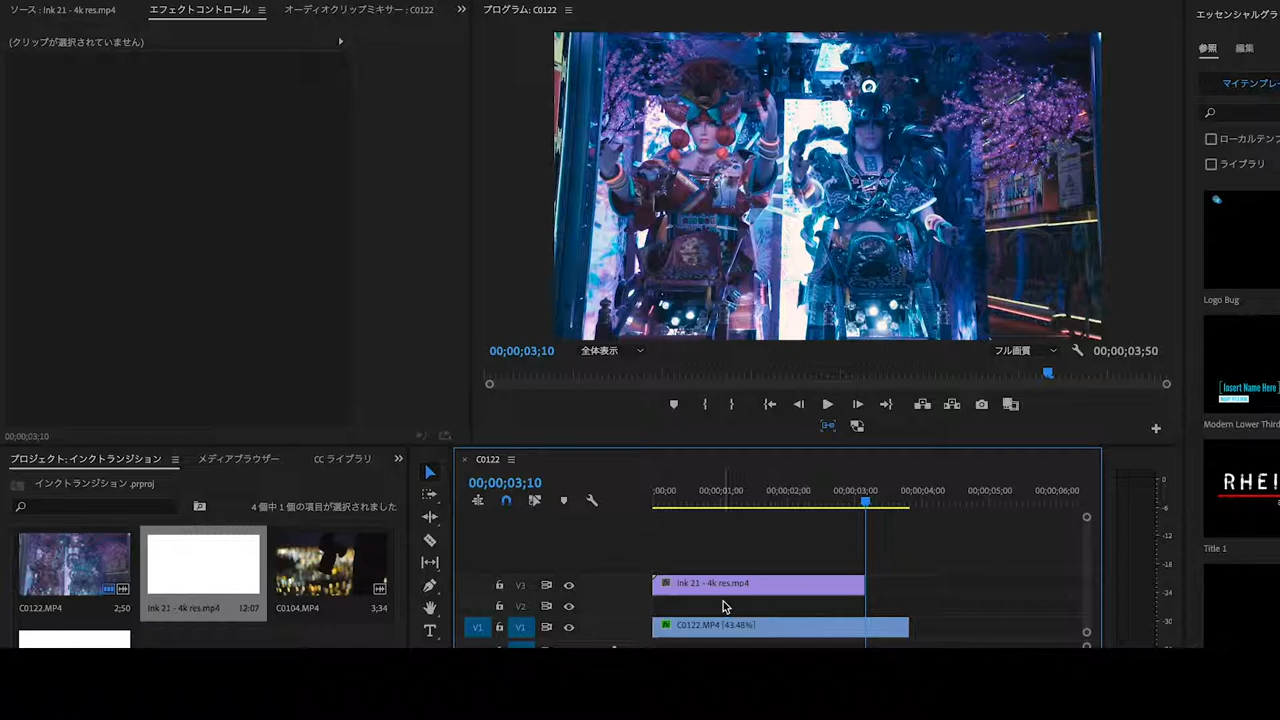 ソース : Ink 21 - 4k res.mp4
エフェクトコントロール
オーディオクリップミキサー : C0122
プログラム: C0122
エッセンシャルグラ
(クリップが選択されていません)
参照
編集
マイテンプレー
ローカルテン
ライブラリ
Logo Bug
00;00;03;10
全体表示
フル画質
00;00;03;50
Insert Name Here
Modern Lower Third
00;00;03;10
プロジェクト: インクトランジション
メディアブラウザー
CC ライブラリ
インクトランジション .prproj
4 個中 1 個の項目が選択されました
C0122.MP4
2;50
Ink 21 - 4k res.mp4
12:07
C0104.MP4
3;34
C0122
00;00;03;10
;00;00
00;00;01;00
00;00;02;00
00;00;03;00
00;00;04;00
00;00;05;00
00;00;06;00
V3
Ink 21 - 4k res.mp4
V2
V1
V1
C0122.MP4 [43.48%]
0
-6
-12
-18
-24
-30
RHEI
Title 1